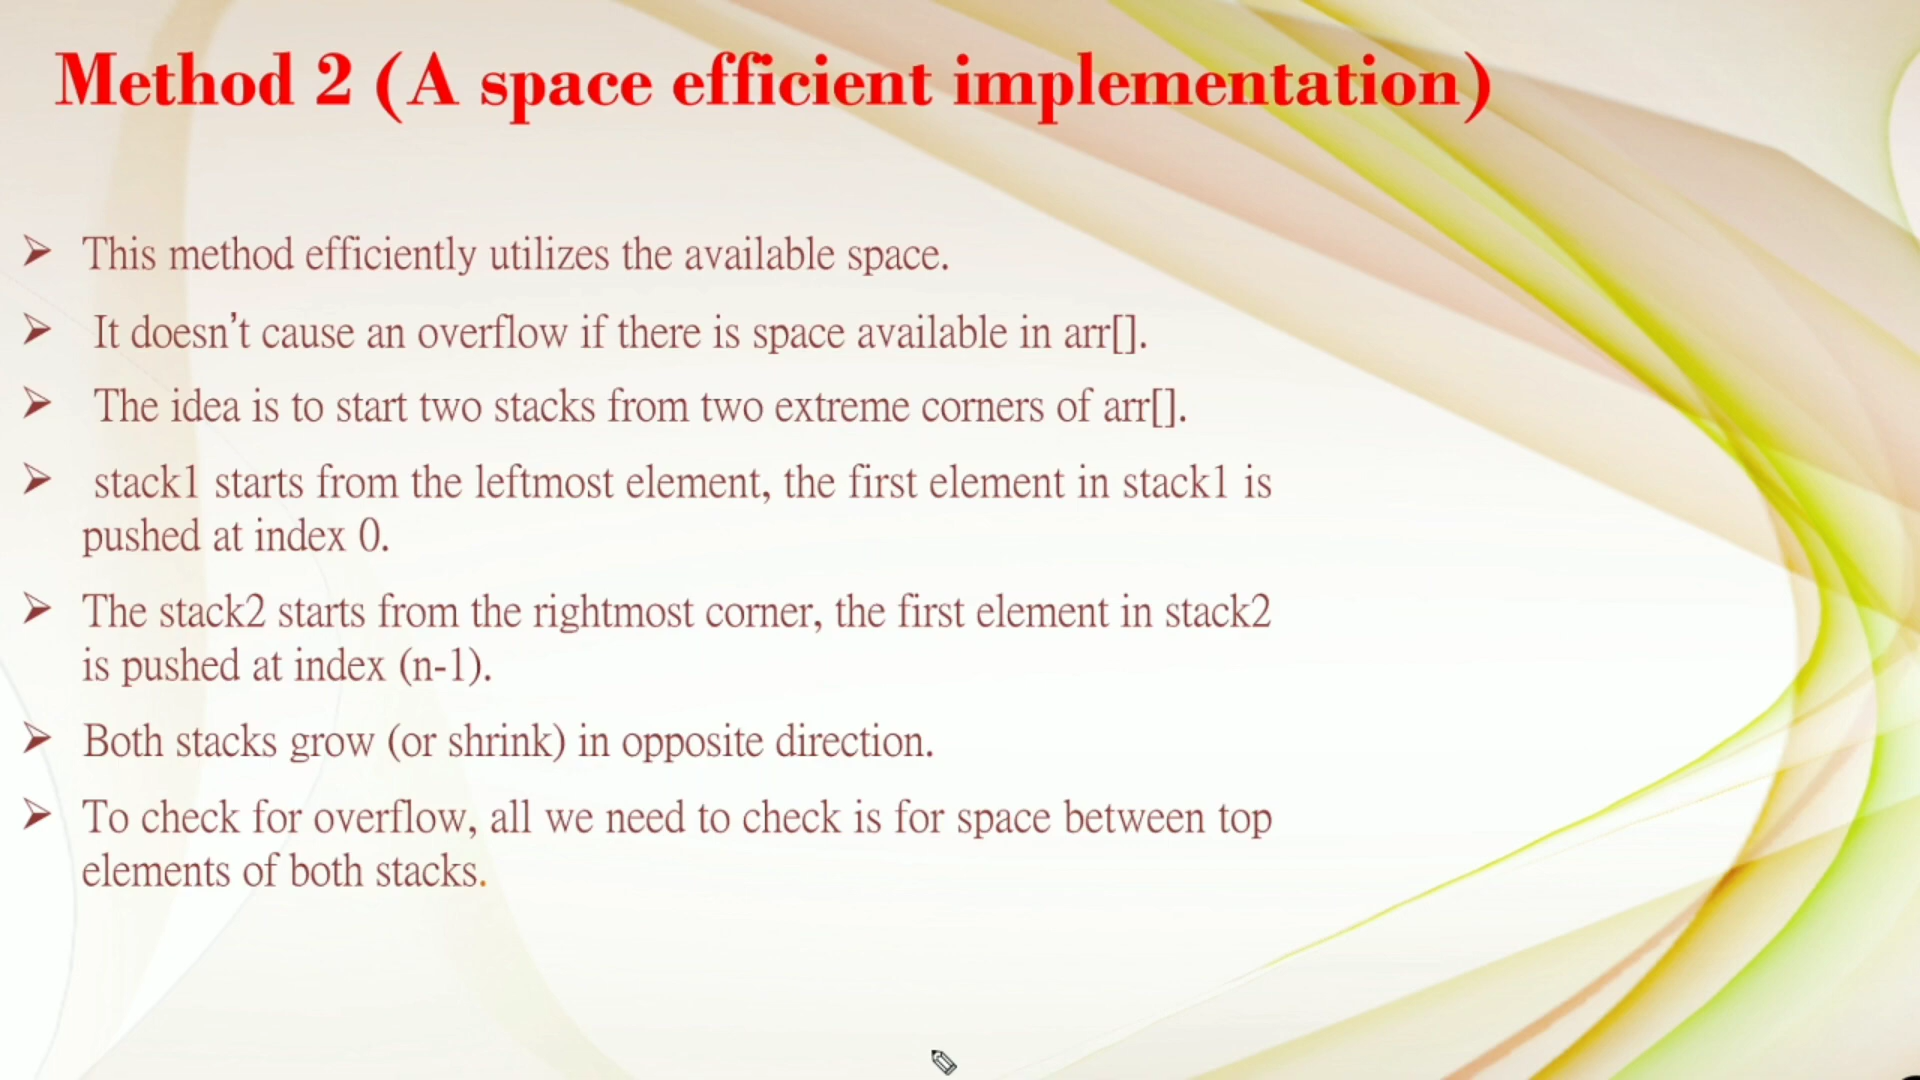 Method 2 (A space efficient implementation)
➢ This method efficiently utilizes the available space.
➢ It doesn’t cause an overflow if there is space available in arr[].
➢ The idea is to start two stacks from two extreme corners of arr[].
➢ stack1 starts from the leftmost element, the first element in stack1 is
pushed at index 0.
➢ The stack2 starts from the rightmost corner, the first element in stack2
is pushed at index (n-1).
➢ Both stacks grow (or shrink) in opposite direction.
➢ To check for overflow, all we need to check is for space between top
elements of both stacks.